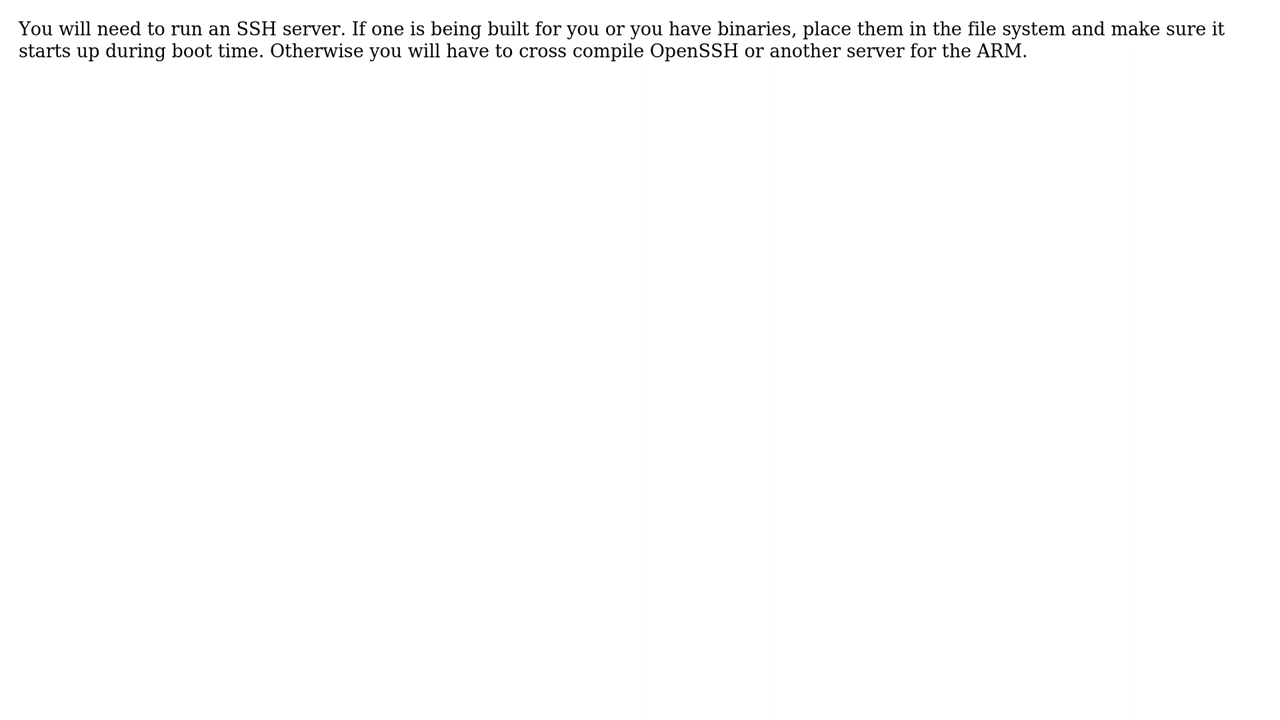 You will need to run an SSH server. If one is being built for you or you have binaries, place them in the file system and make sure it
starts up during boot time. Otherwise you will have to cross compile OpenSSH or another server for the ARM.